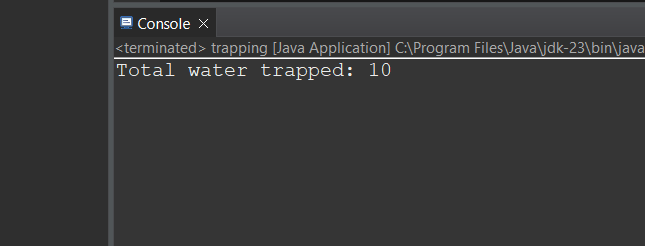 Console
<terminated> trapping [Java Application] C:\Program Files\Java\jdk-23\bin\java
Total water trapped: 10